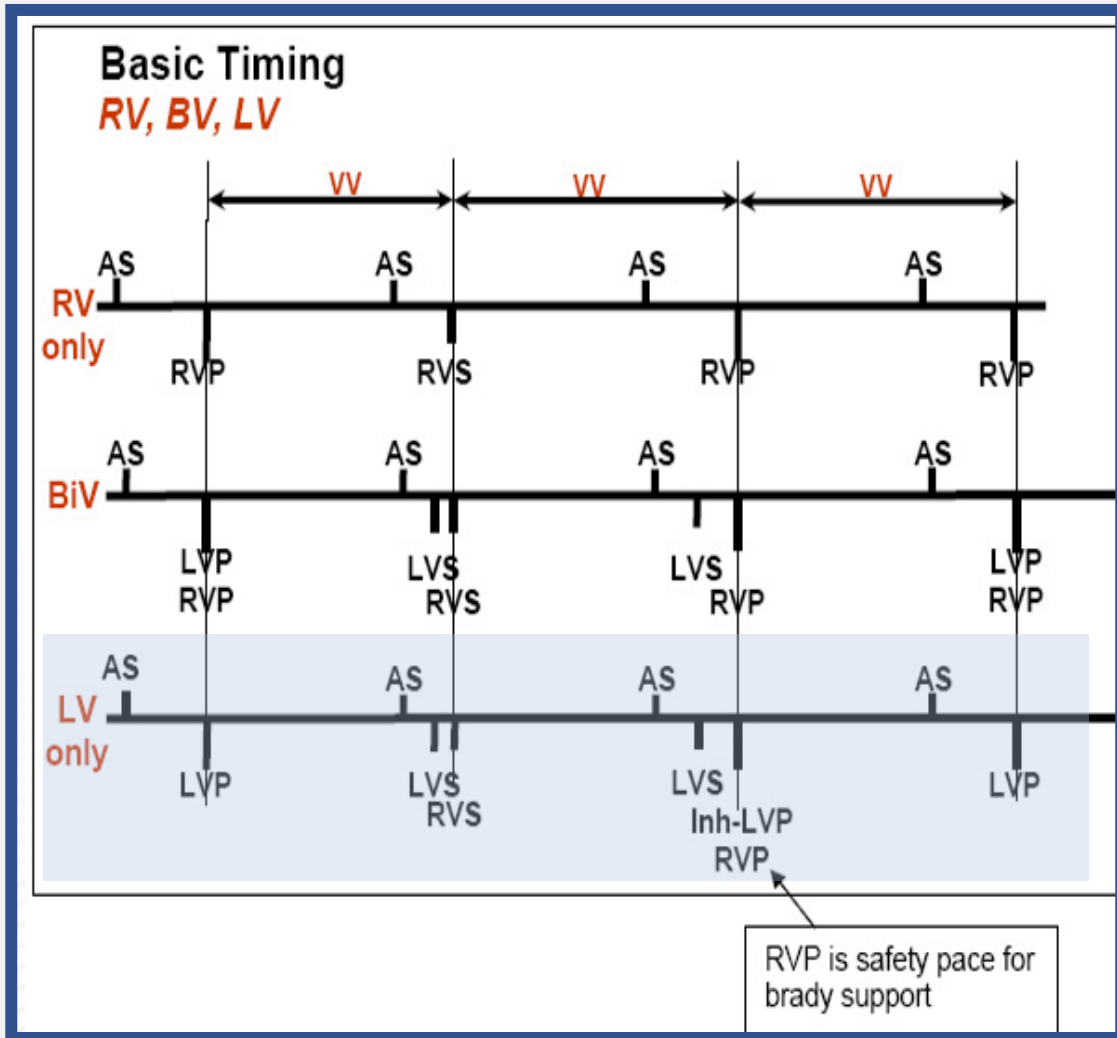 Basic Timing
RV, BV, LV
VV VV VV
AS AS AS AS
RV
only
RVP RVS RVP RVP
AS AS AS AS
BiV
LVP LVS LVS LVP
RVP RVS RVP RVP
AS AS AS AS
LV
only
LVP LVS LVS LVP
RVS
Inh-LVP
RVP
RVP is safety pace for
brady support